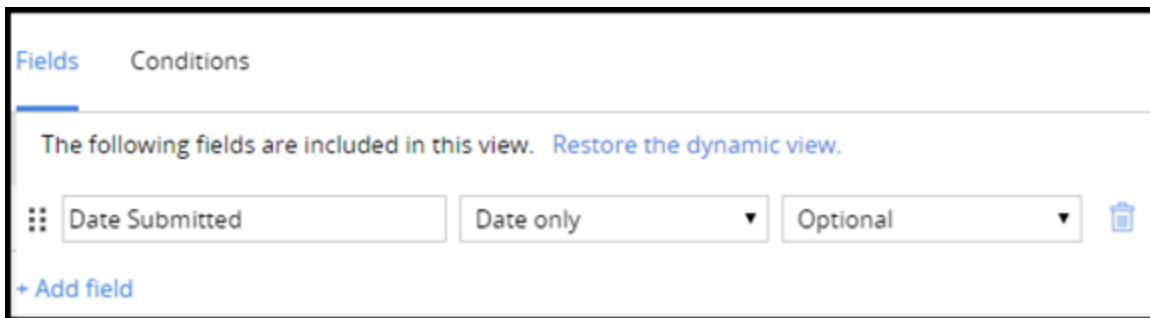 Fields Conditions
The following fields are included in this view. Restore the dynamic view.
Date Submitted Date only Optional
+ Add field